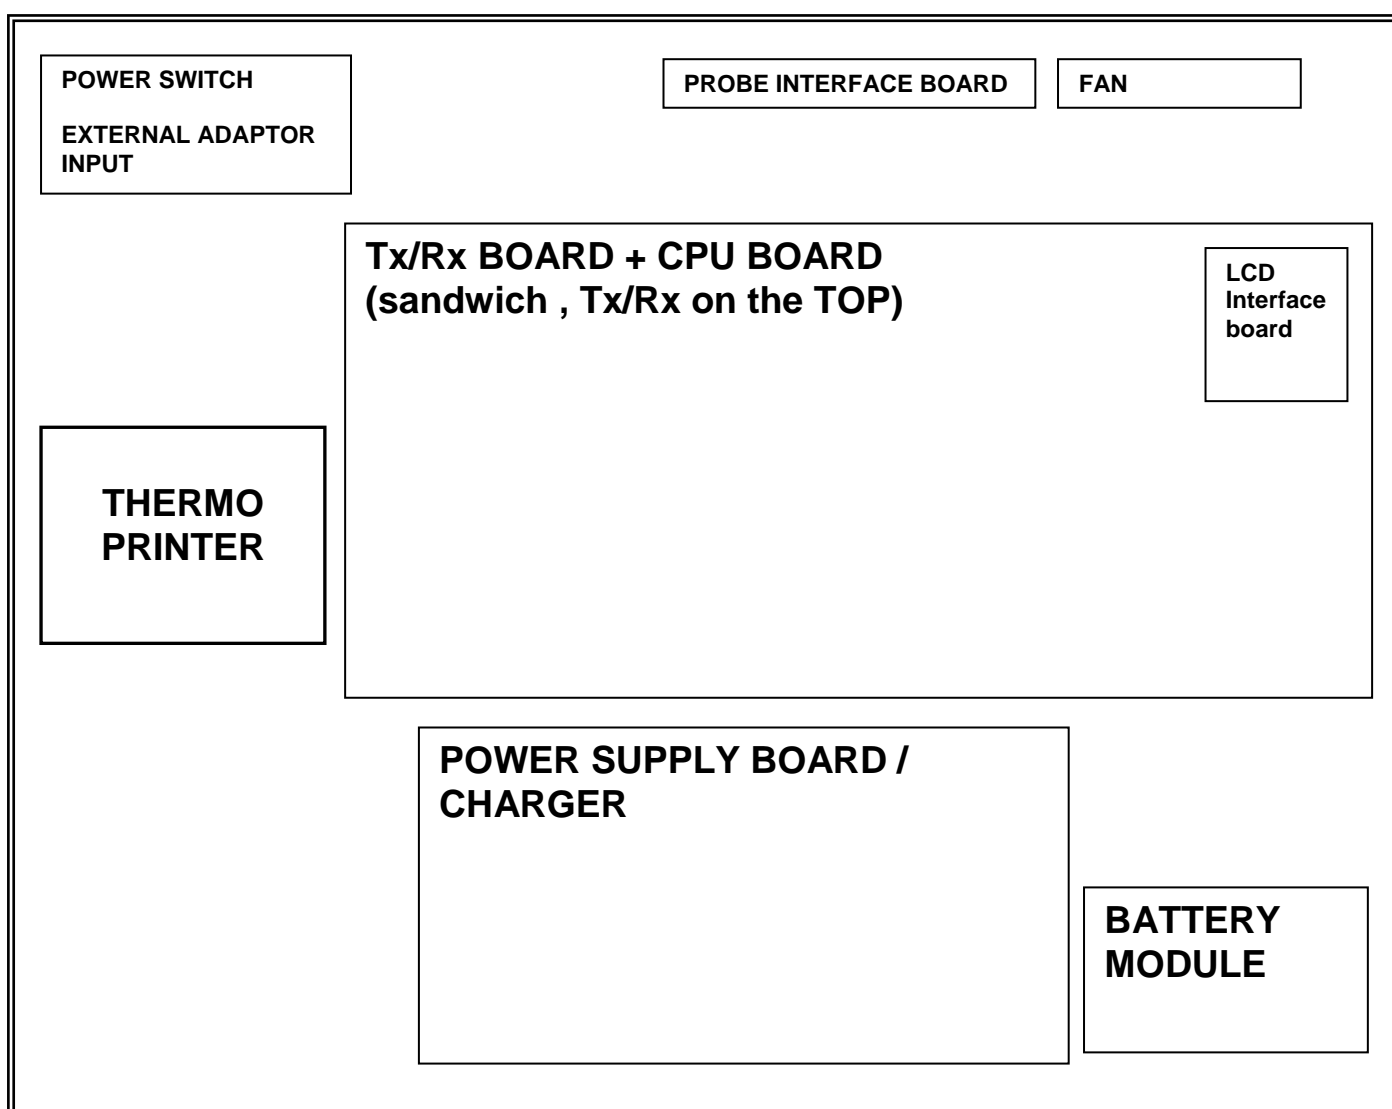 POWER SWITCH
EXTERNAL ADAPTOR
INPUT
PROBE INTERFACE BOARD
FAN
Tx/Rx BOARD + CPU BOARD
(sandwich , Tx/Rx on the TOP)
LCD
Interface
board
THERMO
PRINTER
POWER SUPPLY BOARD /
CHARGER
BATTERY
MODULE